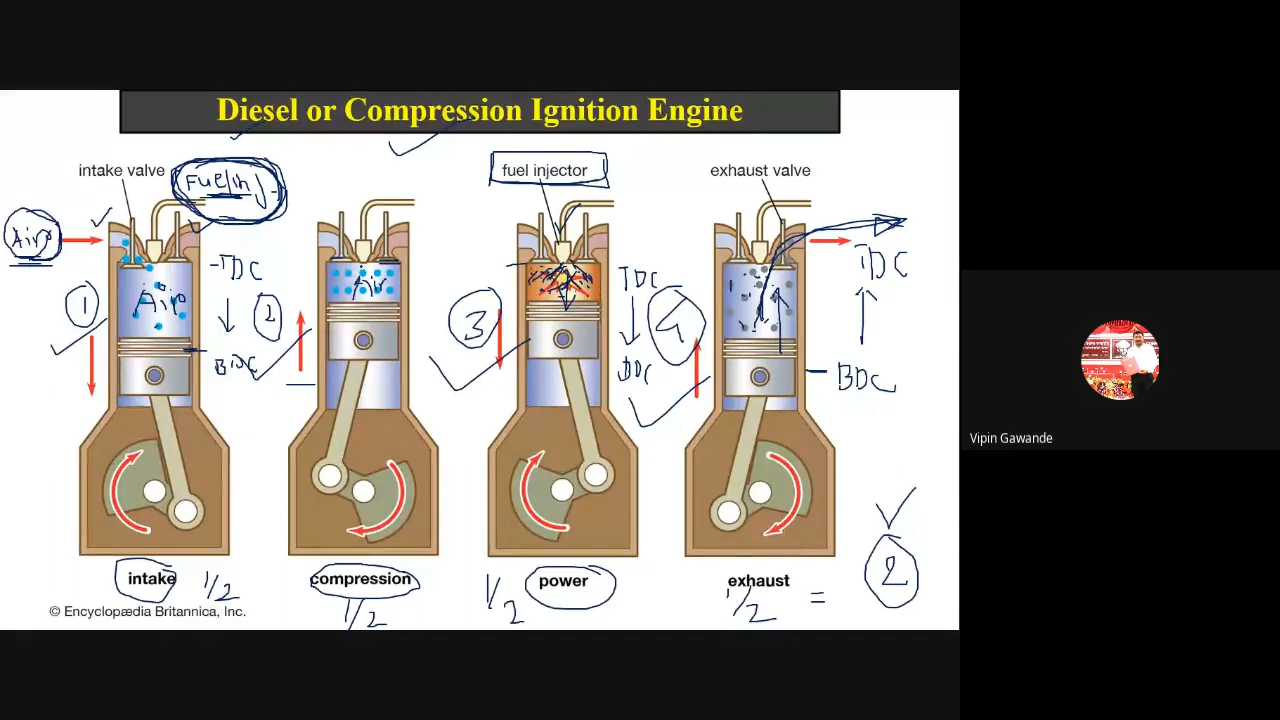 Diesel or Compression Ignition Engine
intake valve
Fuel inj.
fuel injector
exhaust valve
Air
Air
Air
1
2
3
4
TDC
BDC
TDC
BDC
TDC
BDC
intake 1/2
compression
1/2
1/2 power
exhaust
1/2 = 2
© Encyclopædia Britannica, Inc.
Vipin Gawande